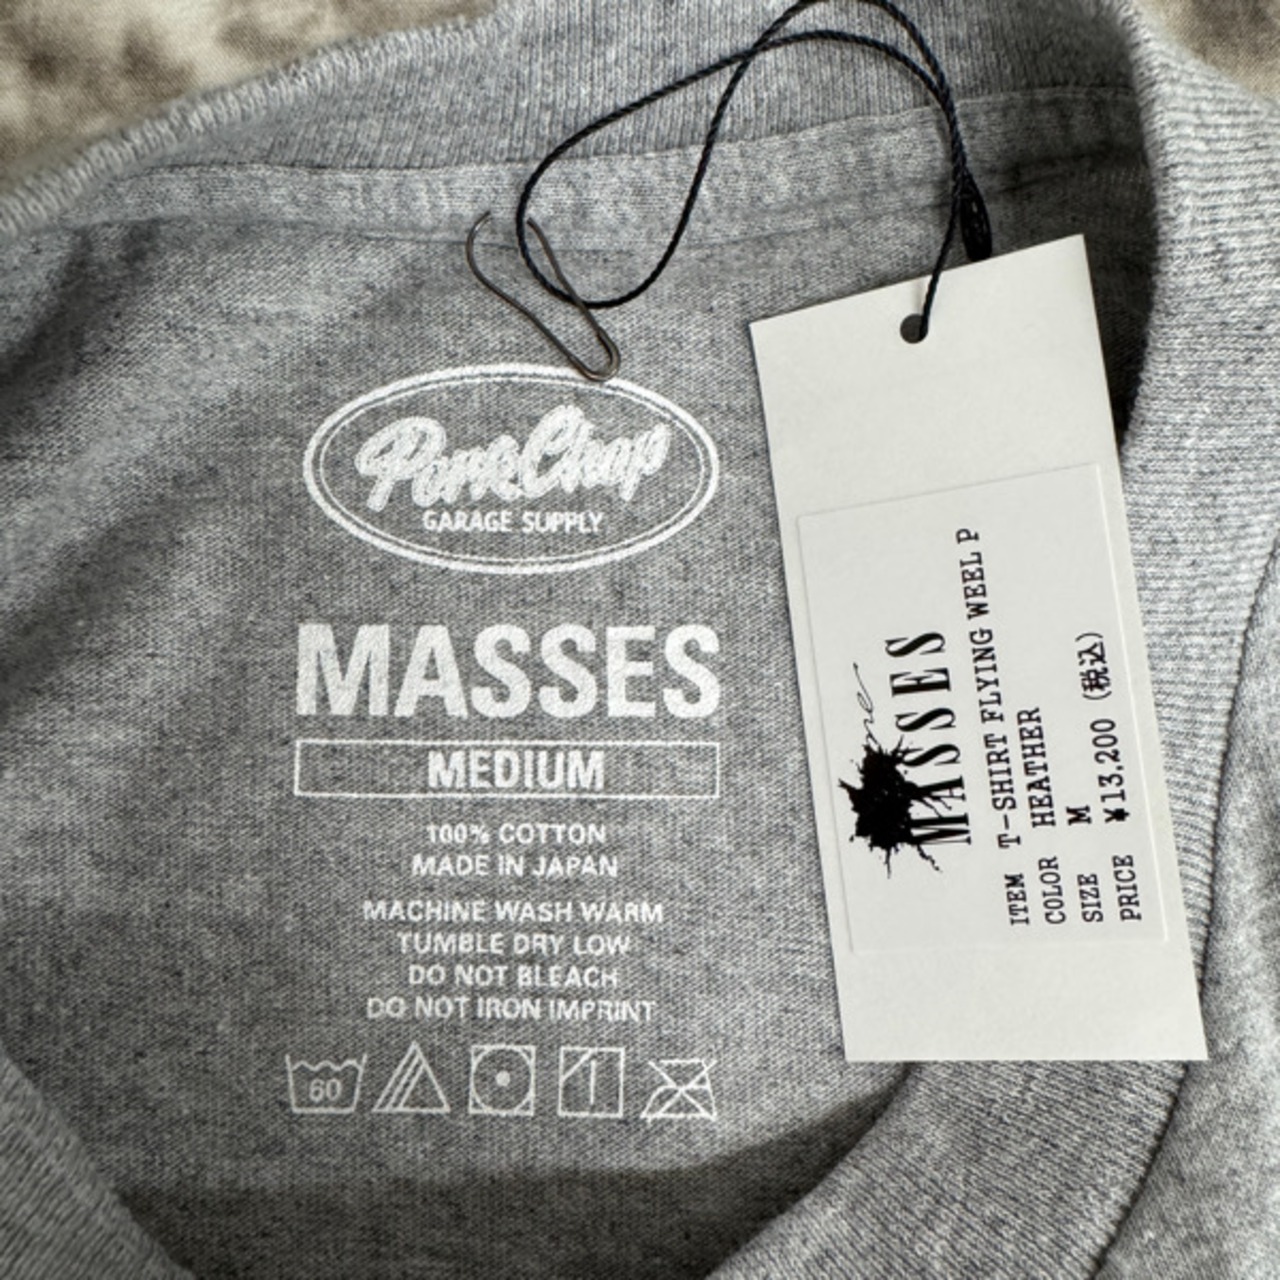 PorkChop
GARAGE SUPPLY
MASSES
MEDIUM
100% COTTON
MADE IN JAPAN
MACHINE WASH WARM
TUMBLE DRY LOW
DO NOT BLEACH
DO NOT IRON IMPRINT
60
me
MASSES
ITEM T-SHIRT FLYING WEEL P
COLOR HEATHER
SIZE M
PRICE ¥13,200 (税込)